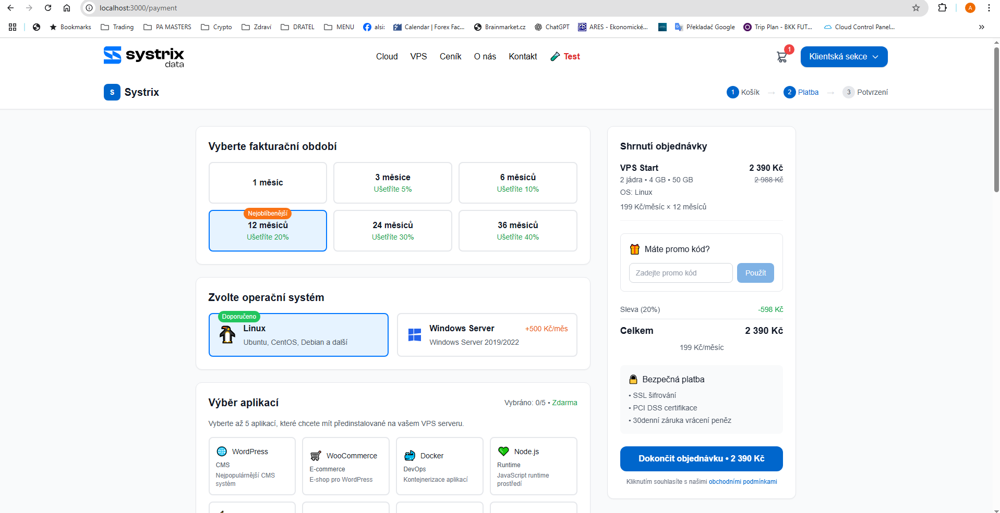 localhost:3000/payment
A
Bookmarks
Trading
PA MASTERS
Crypto
Zdraví
DRATEL
MENU
alsi:
Calendar | Forex Fac...
Brainmarket.cz
ChatGPT
ARES - Ekonomické...
Překladač Google
Trip Plan - BKK FUT...
Cloud Control Panel...
systrix
data
Cloud
VPS
Ceník
O nás
Kontakt
Test
1
Klientská sekce
S
Systrix
1 Košík → 2 Platba → 3 Potvrzení
Vyberte fakturační období
1 měsíc
3 měsíce
Ušetříte 5%
6 měsíců
Ušetříte 10%
Nejoblíbenější
12 měsíců
Ušetříte 20%
24 měsíců
Ušetříte 30%
36 měsíců
Ušetříte 40%
Zvolte operační systém
Doporučeno
Linux
Ubuntu, CentOS, Debian a další
Windows Server
+500 Kč/měs
Windows Server 2019/2022
Výběr aplikací
Vybráno: 0/5 • Zdarma
Vyberte až 5 aplikací, které chcete mít předinstalované na vašem VPS serveru.
WordPress
CMS
Nejpopulárnější CMS
systém
WooCommerce
E-commerce
E-shop pro WordPress
Docker
DevOps
Kontejnerizace aplikací
Node.js
Runtime
JavaScript runtime
prostředí
Shrnutí objednávky
VPS Start
2 390 Kč
2 jádra • 4 GB • 50 GB
2 988 Kč
OS: Linux
199 Kč/měsíc × 12 měsíců
Máte promo kód?
Zadejte promo kód
Použít
Sleva (20%)
-598 Kč
Celkem
2 390 Kč
199 Kč/měsíc
Bezpečná platba
• SSL šifrování
• PCI DSS certifikace
• 30denní záruka vrácení peněz
Dokončit objednávku • 2 390 Kč
Kliknutím souhlasíte s našimi obchodními podmínkami